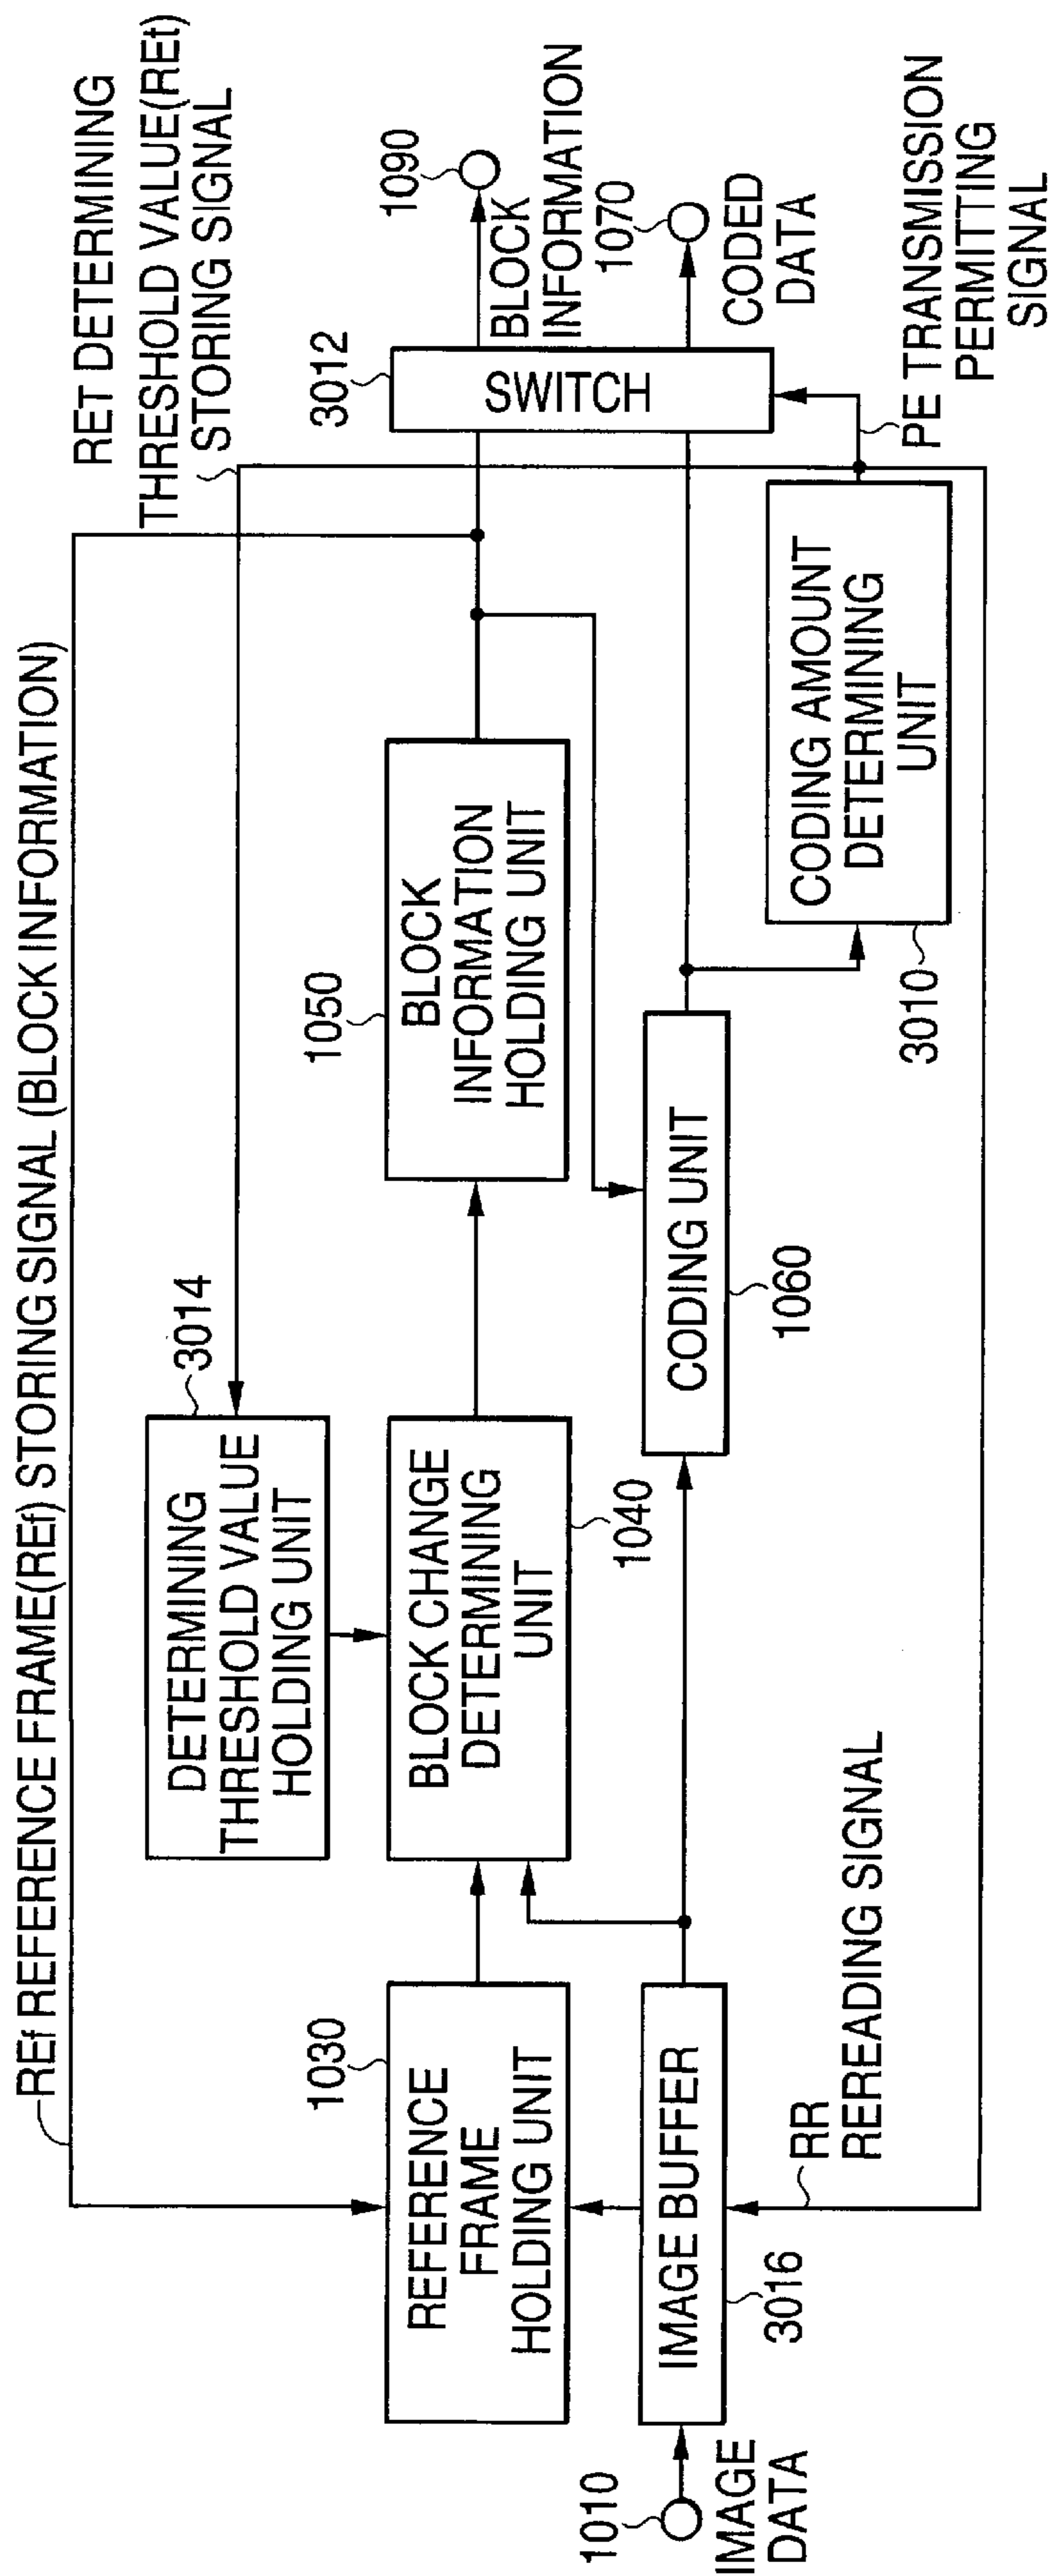 REf REFERENCE FRAME(REf) STORING SIGNAL (BLOCK INFORMATION)
RET DETERMINING
THRESHOLD VALUE(REt)
STORING SIGNAL
3014
DETERMINING
THRESHOLD VALUE
HOLDING UNIT
1030
REFERENCE
FRAME
HOLDING UNIT
BLOCK CHANGE
DETERMINING
UNIT
1040
1050
BLOCK
INFORMATION
HOLDING UNIT
3012
SWITCH
1090
BLOCK
INFORMATION
1070
CODED
DATA
1010
IMAGE
DATA
IMAGE BUFFER
3016
CODING UNIT
1060
CODING AMOUNT
DETERMINING
UNIT
3010
RR
REREADING SIGNAL
PE TRANSMISSION
PERMITTING
SIGNAL